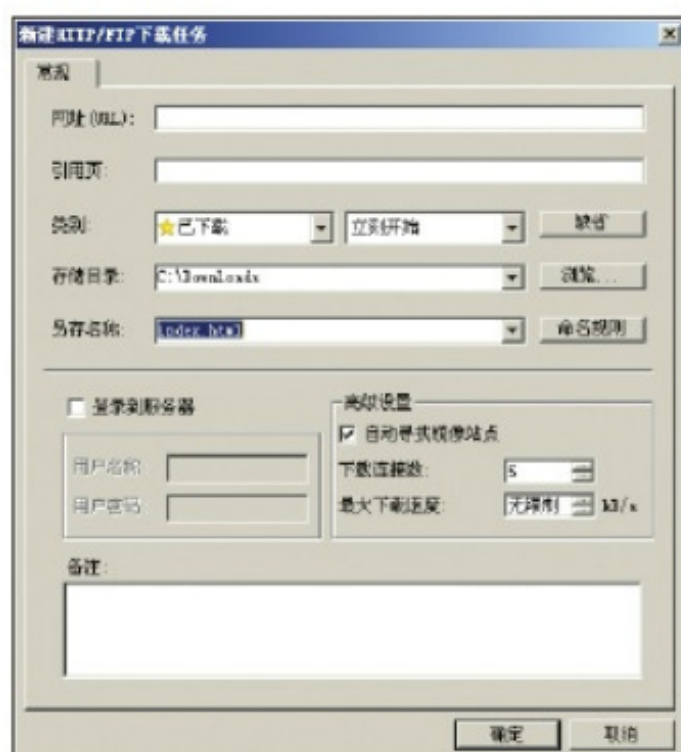 新建HTTP/FTP下载任务
常规
网址(URL):
引用页:
类别: 已下载 立刻开始 缺省
存储目录: C:\Downloads 浏览...
另存名称: index.html 命名规则
登录到服务器
高级设置
自动寻找镜像站点
用户名称:
下载连接数: 5
用户密码:
最大下载速度: 无限制 kB/s
备注:
确定 取消